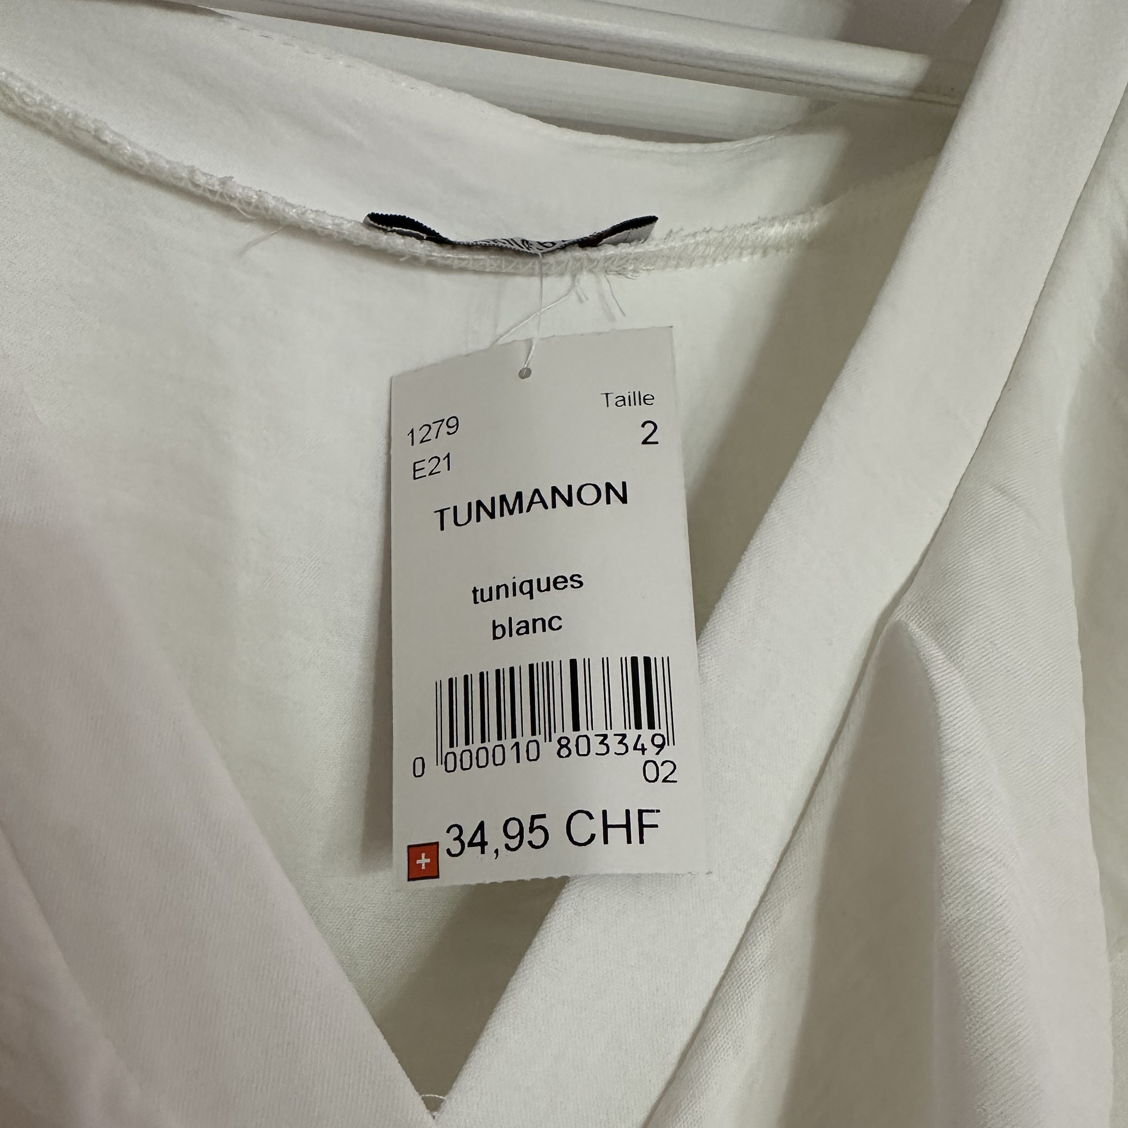 Taille
1279
2
E21
TUNMANON
tuniques
blanc
0 000010 803349
02
34,95 CHF